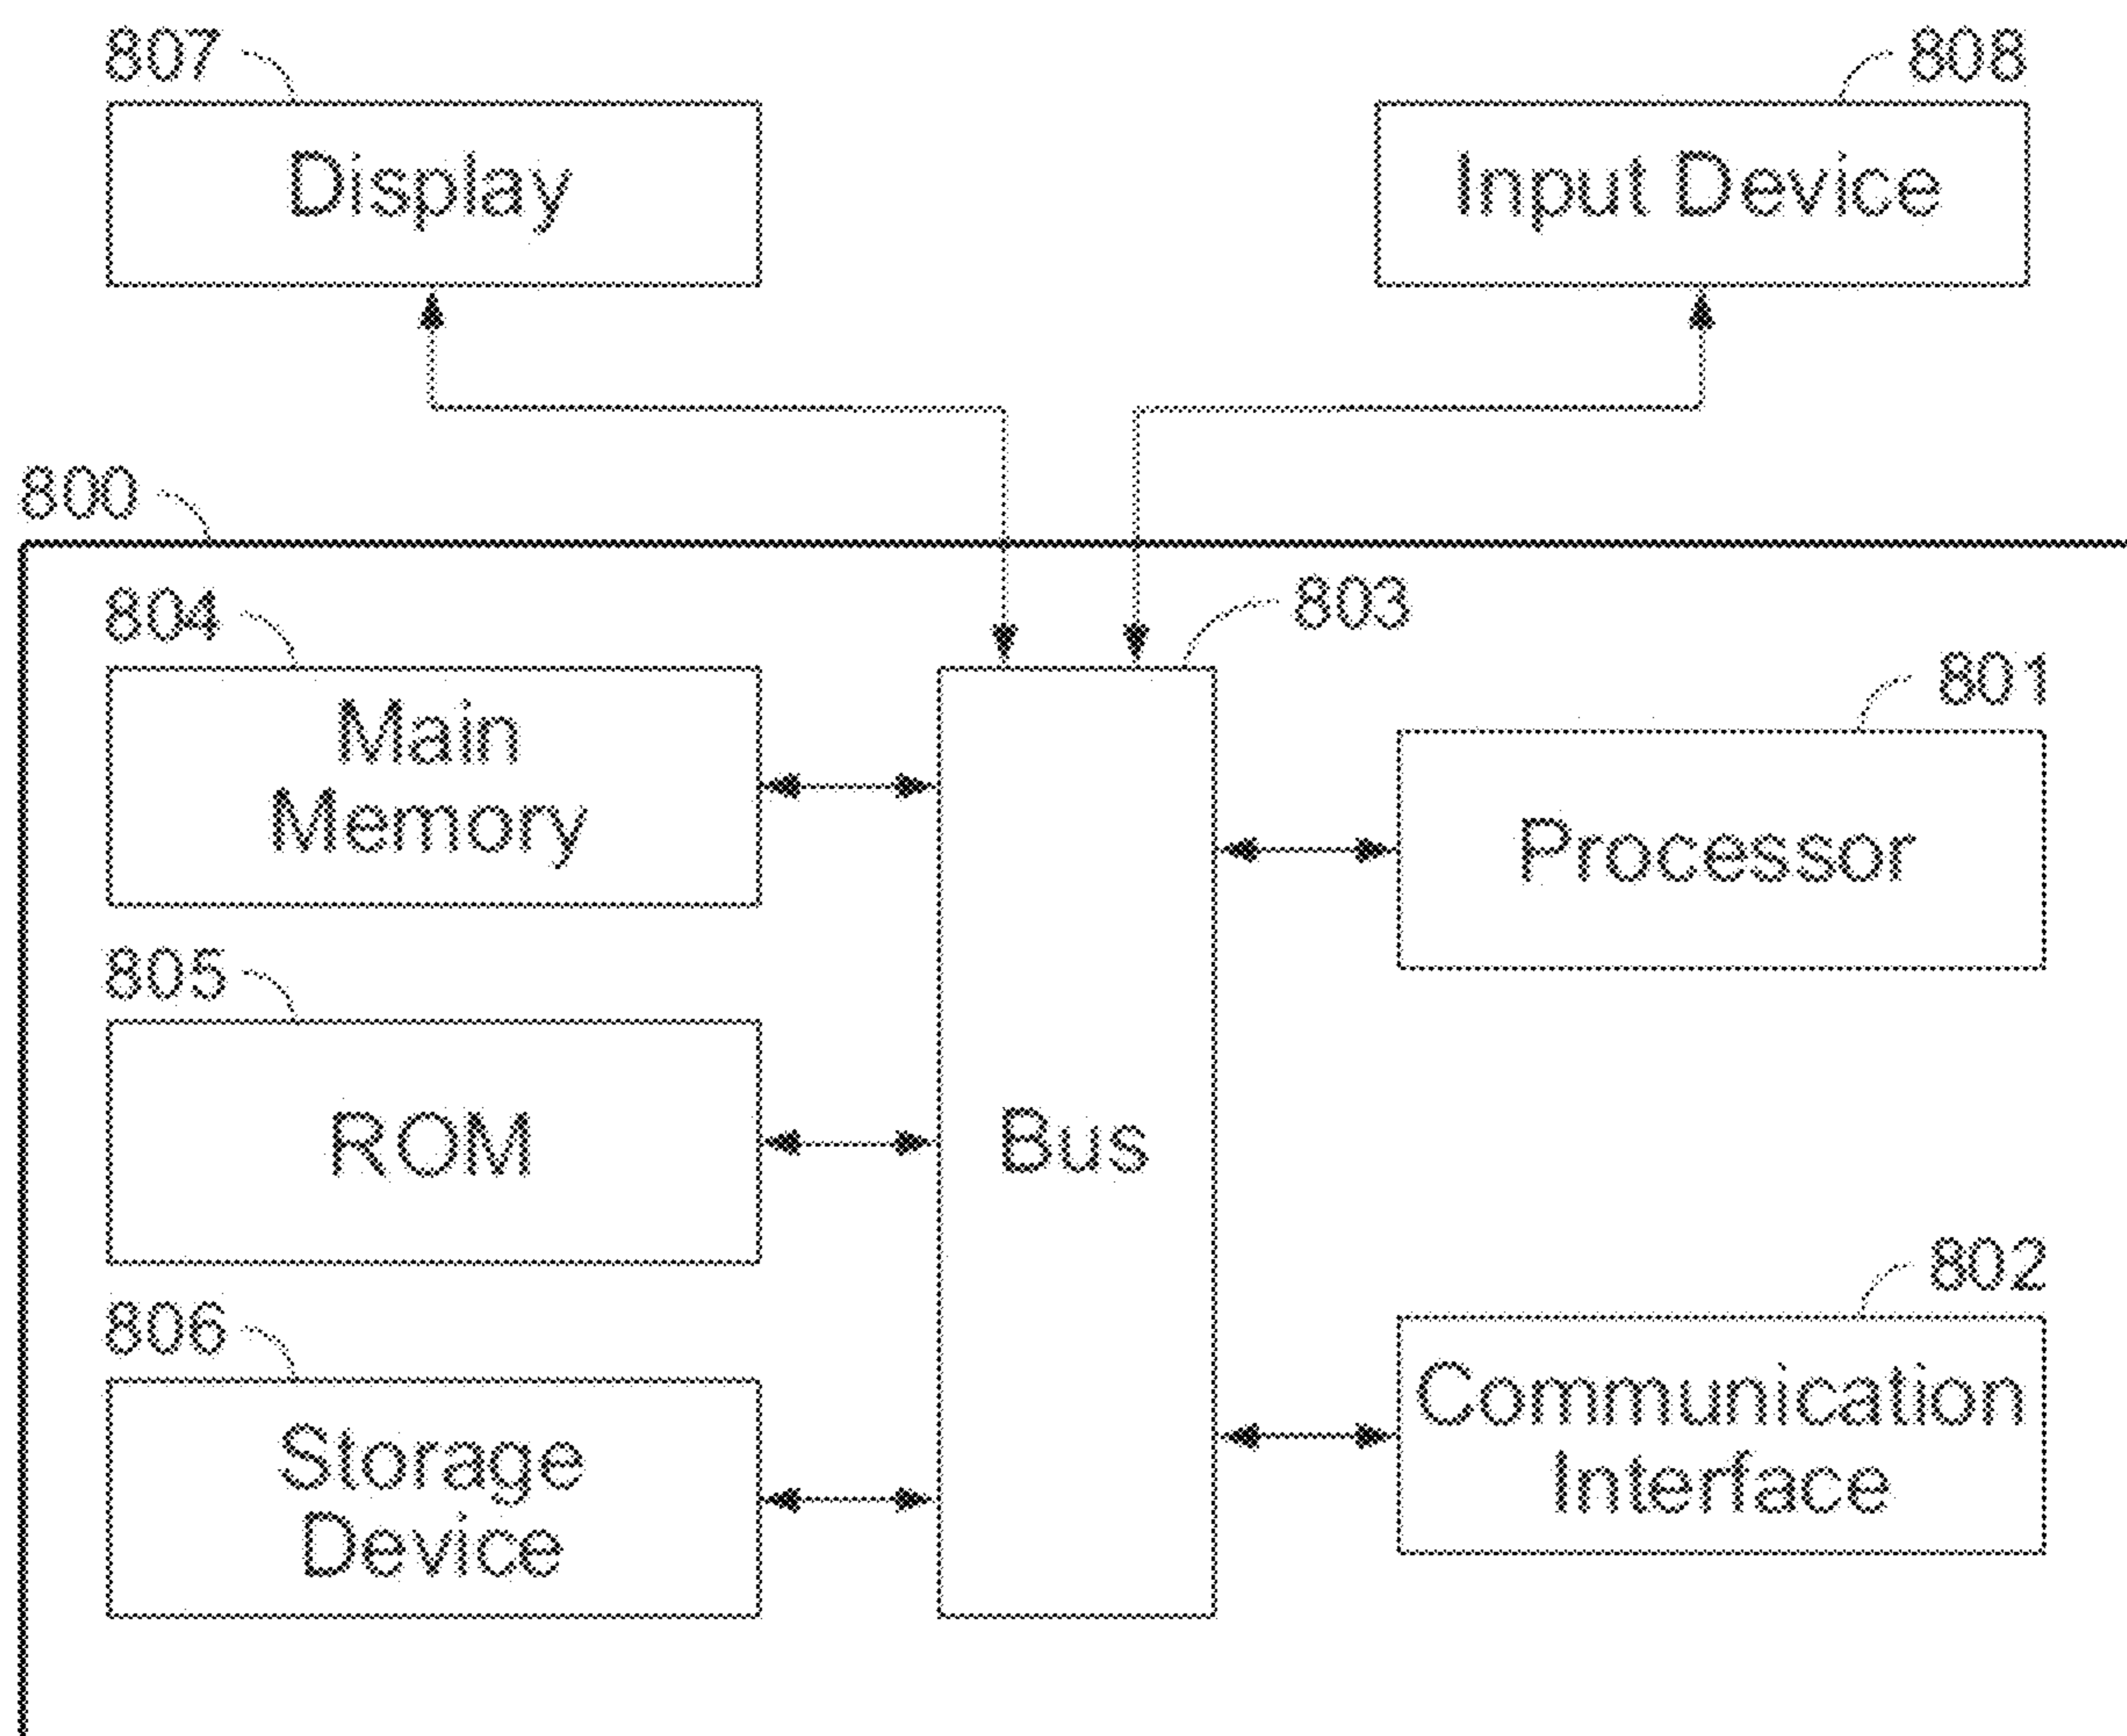 807
808
Display
Input Device
800
804
803
801
Main
Memory
Processor
805
ROM
Bus
806
802
Storage
Device
Communication
Interface